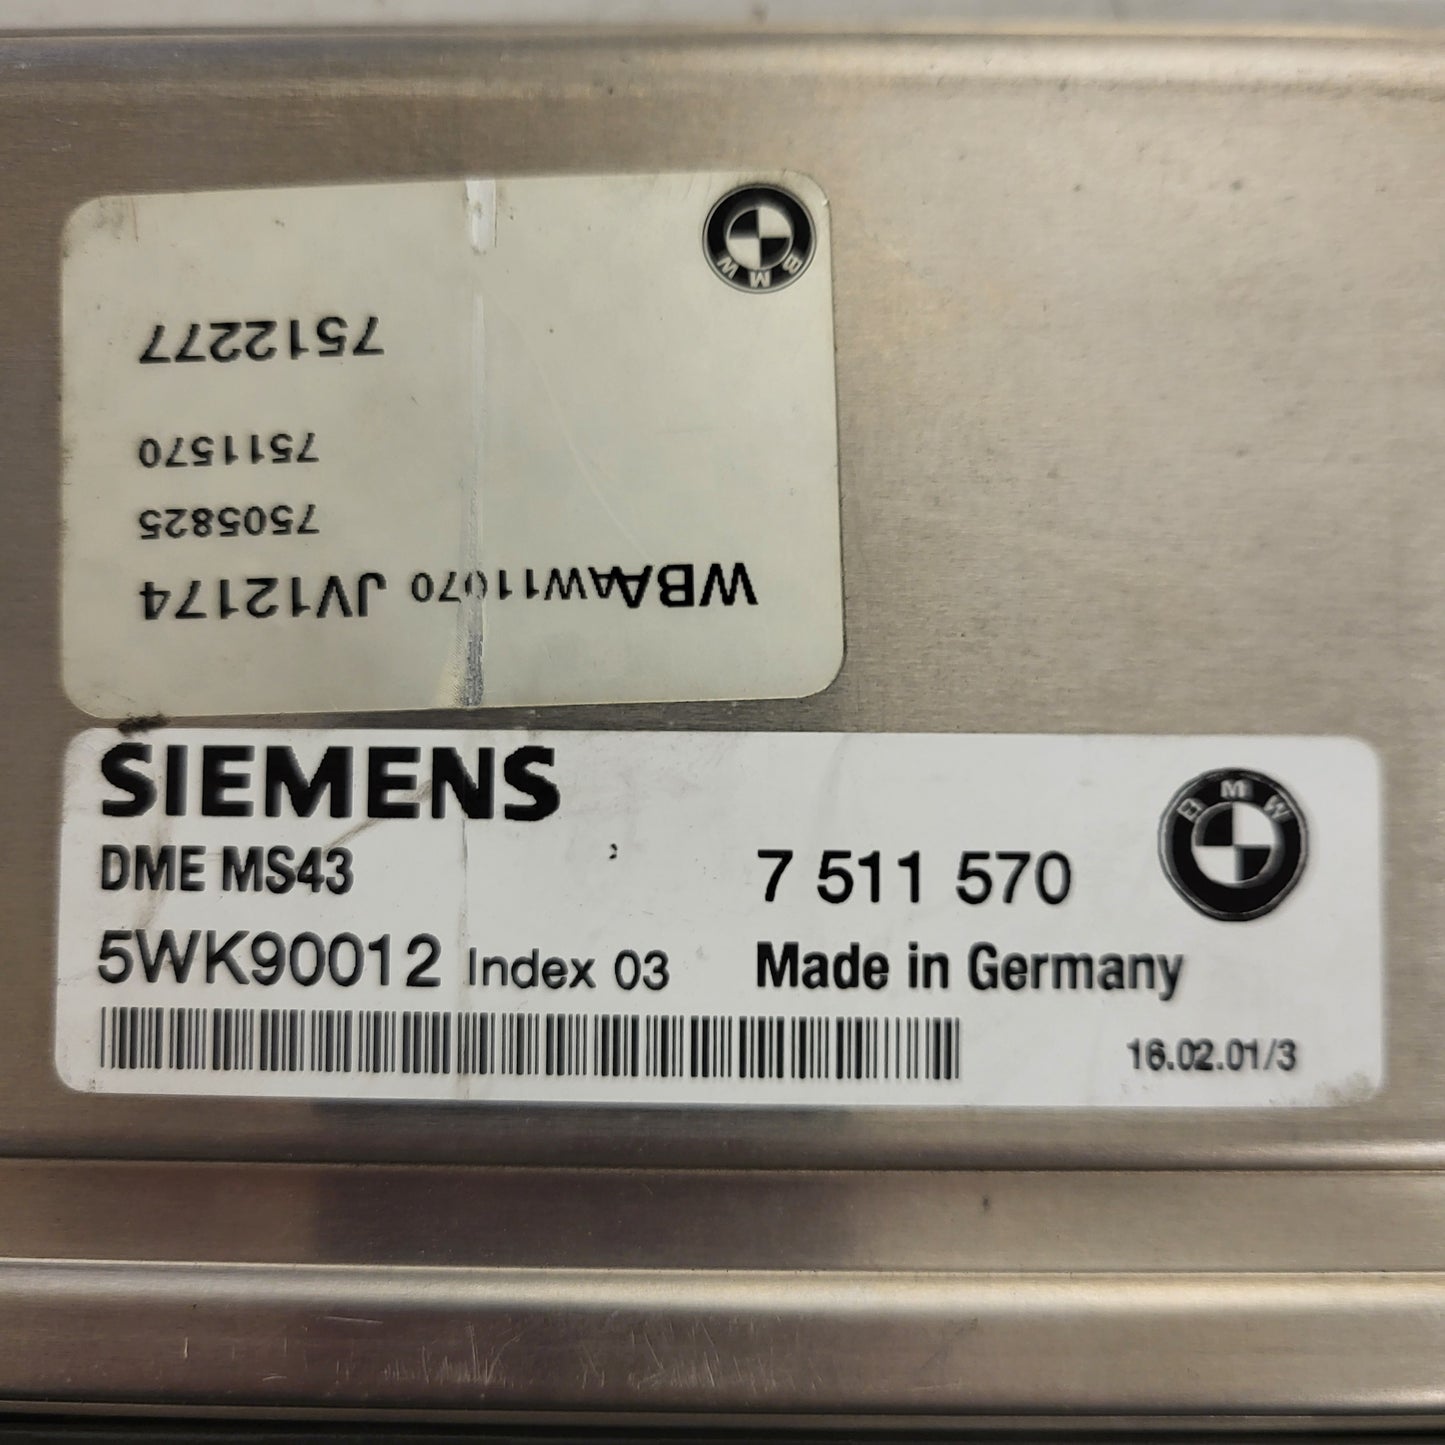 BMW
7512277
7511570
7505825
WBAAW11070 JV12174
SIEMENS
BMW
DME MS43
7 511 570
5WK90012 Index 03
Made in Germany
16.02.01/3